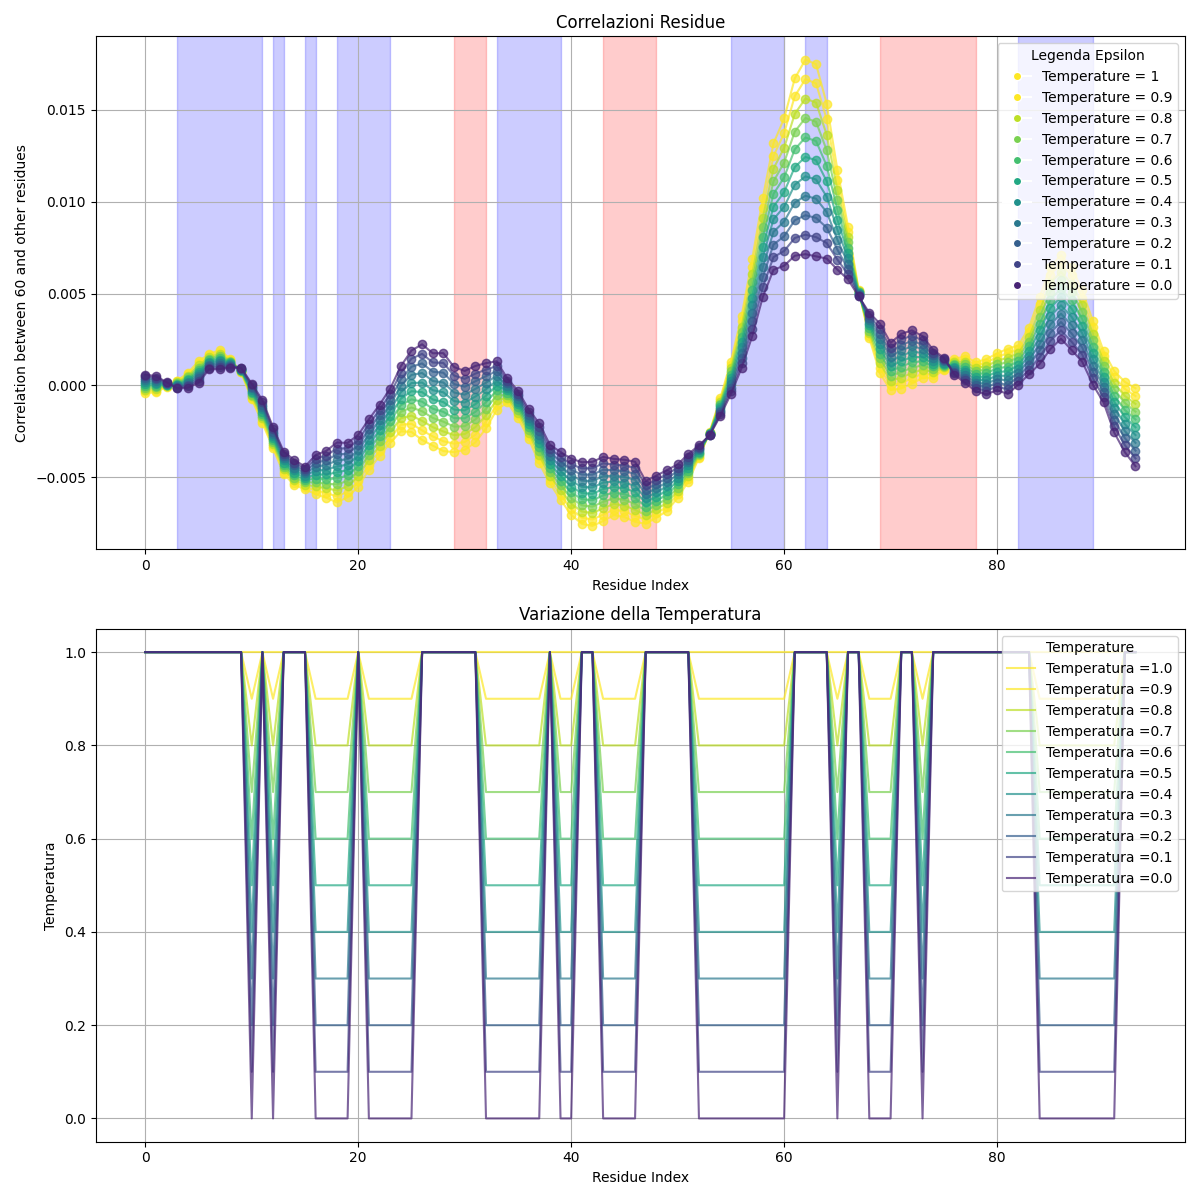 Correlazioni Residue
Correlation between 60 and other residues
0.015
0.010
0.005
0.000
−0.005
Legenda Epsilon
Temperature = 1
Temperature = 0.9
Temperature = 0.8
Temperature = 0.7
Temperature = 0.6
Temperature = 0.5
Temperature = 0.4
Temperature = 0.3
Temperature = 0.2
Temperature = 0.1
Temperature = 0.0
0 20 40 60 80
Residue Index
Variazione della Temperatura
Temperatura
1.0
0.8
0.6
0.4
0.2
0.0
Temperature
Temperatura =1.0
Temperatura =0.9
Temperatura =0.8
Temperatura =0.7
Temperatura =0.6
Temperatura =0.5
Temperatura =0.4
Temperatura =0.3
Temperatura =0.2
Temperatura =0.1
Temperatura =0.0
0 20 40 60 80
Residue Index